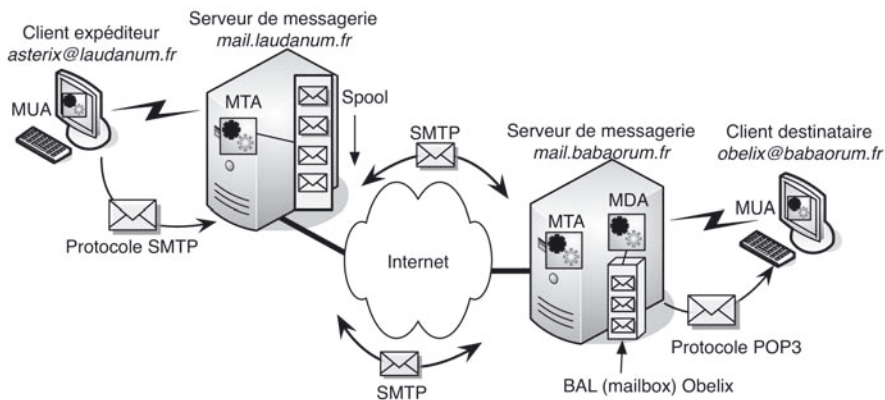 Client expéditeur
asterix@laudanum.fr
MUA
Protocole SMTP
Serveur de messagerie
mail.laudanum.fr
MTA
Spool
SMTP
Internet
SMTP
Serveur de messagerie
mail.babaorum.fr
MTA
MDA
BAL (mailbox) Obelix
Client destinataire
obelix@babaorum.fr
MUA
Protocole POP3